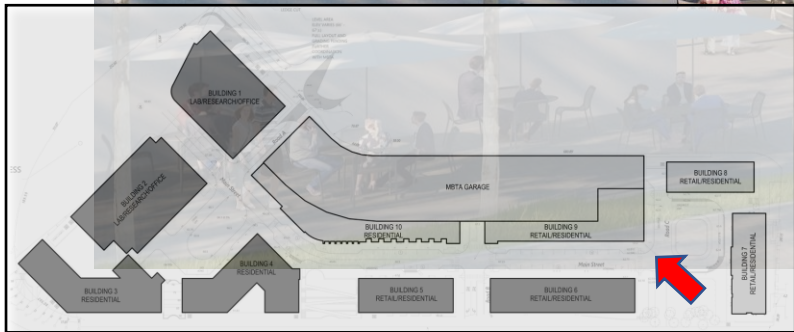 BUILDING 1
LAB/RESEARCH/OFFICE
BUILDING 2
LAB/RESEARCH/OFFICE
MBTA GARAGE
BUILDING 8
RETAIL/RESIDENTIAL
BUILDING 10
RESIDENTIAL
BUILDING 9
RETAIL/RESIDENTIAL
Road C
Main Street
BUILDING 7
RETAIL/RESIDENTIAL
BUILDING 3
RESIDENTIAL
BUILDING 4
RESIDENTIAL
BUILDING 5
RETAIL/RESIDENTIAL
BUILDING 6
RETAIL/RESIDENTIAL